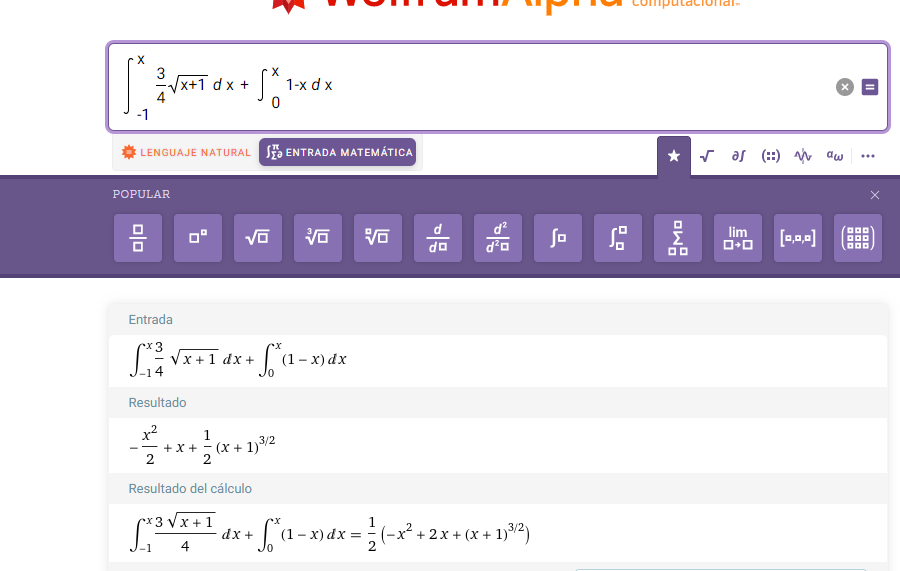 WolframAlpha computacional
∫_{-1}^{x} 3/4 √(x+1) d x + ∫_{0}^{x} 1-x d x
LENGUAJE NATURAL ENTRADA MATEMÁTICA
POPULAR
d/d□ d²/d²□ lim
Entrada
∫_{−1}^{x} 3/4 √(x + 1) dx + ∫_{0}^{x} (1 − x) dx
Resultado
−x²/2 + x + 1/2 (x + 1)^{3/2}
Resultado del cálculo
∫_{−1}^{x} 3 √(x + 1)/4 dx + ∫_{0}^{x} (1 − x) dx = 1/2 (−x² + 2 x + (x + 1)^{3/2})